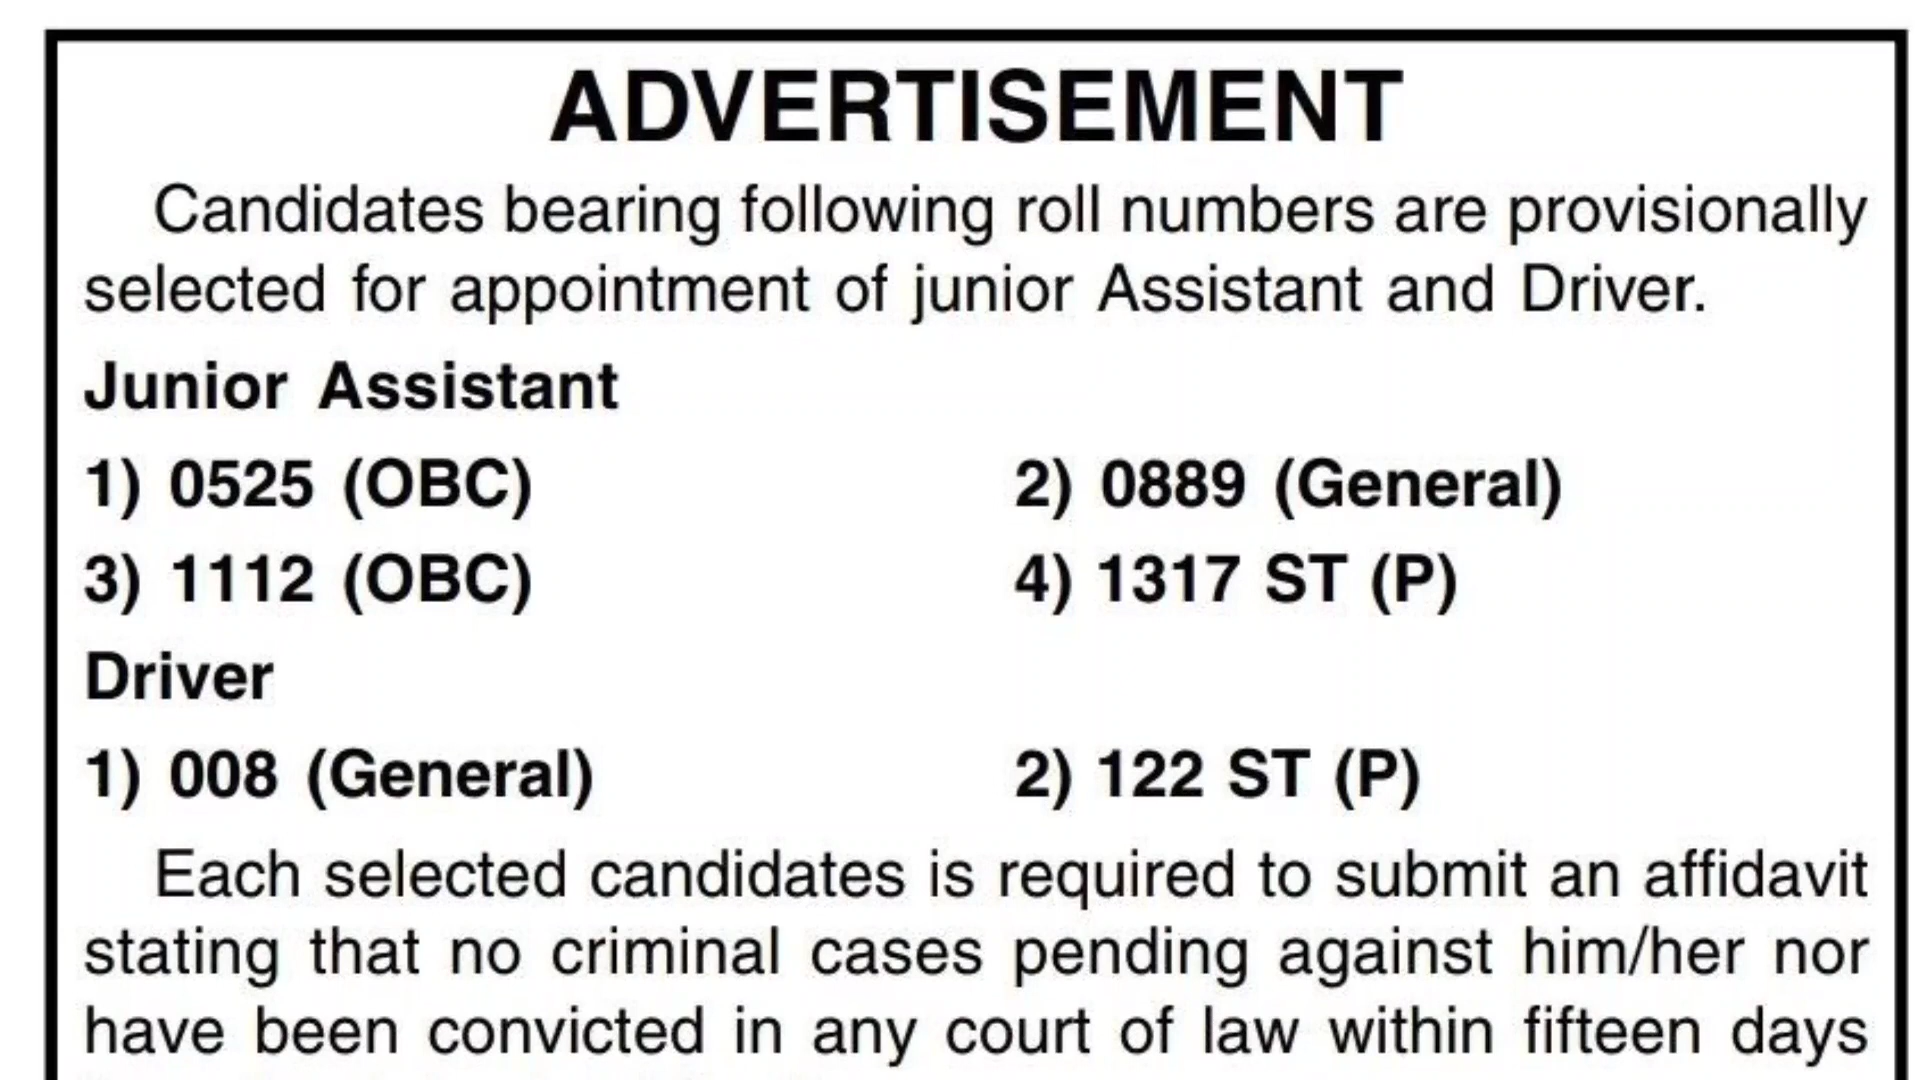 ADVERTISEMENT
Candidates bearing following roll numbers are provisionally
selected for appointment of junior Assistant and Driver.
Junior Assistant
1) 0525 (OBC) 2) 0889 (General)
3) 1112 (OBC) 4) 1317 ST (P)
Driver
1) 008 (General) 2) 122 ST (P)
Each selected candidates is required to submit an affidavit
stating that no criminal cases pending against him/her nor
have been convicted in any court of law within fifteen days